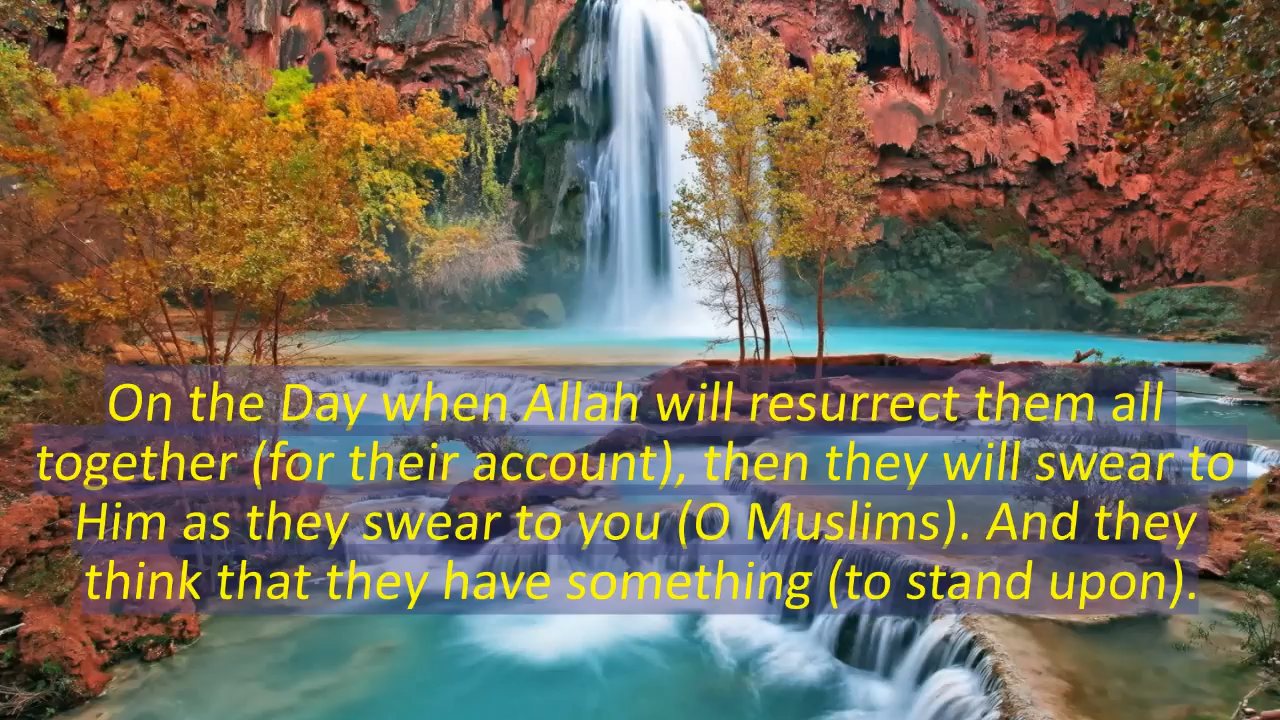 On the Day when Allah will resurrect them all
together (for their account), then they will swear to
Him as they swear to you (O Muslims). And they
think that they have something (to stand upon).